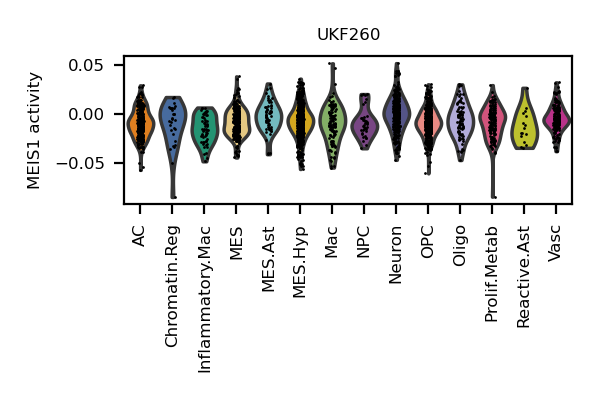 UKF260
MEIS1 activity
0.05
0.00
−0.05
AC
Chromatin.Reg
Inflammatory.Mac
MES
MES.Ast
MES.Hyp
Mac
NPC
Neuron
OPC
Oligo
Prolif.Metab
Reactive.Ast
Vasc